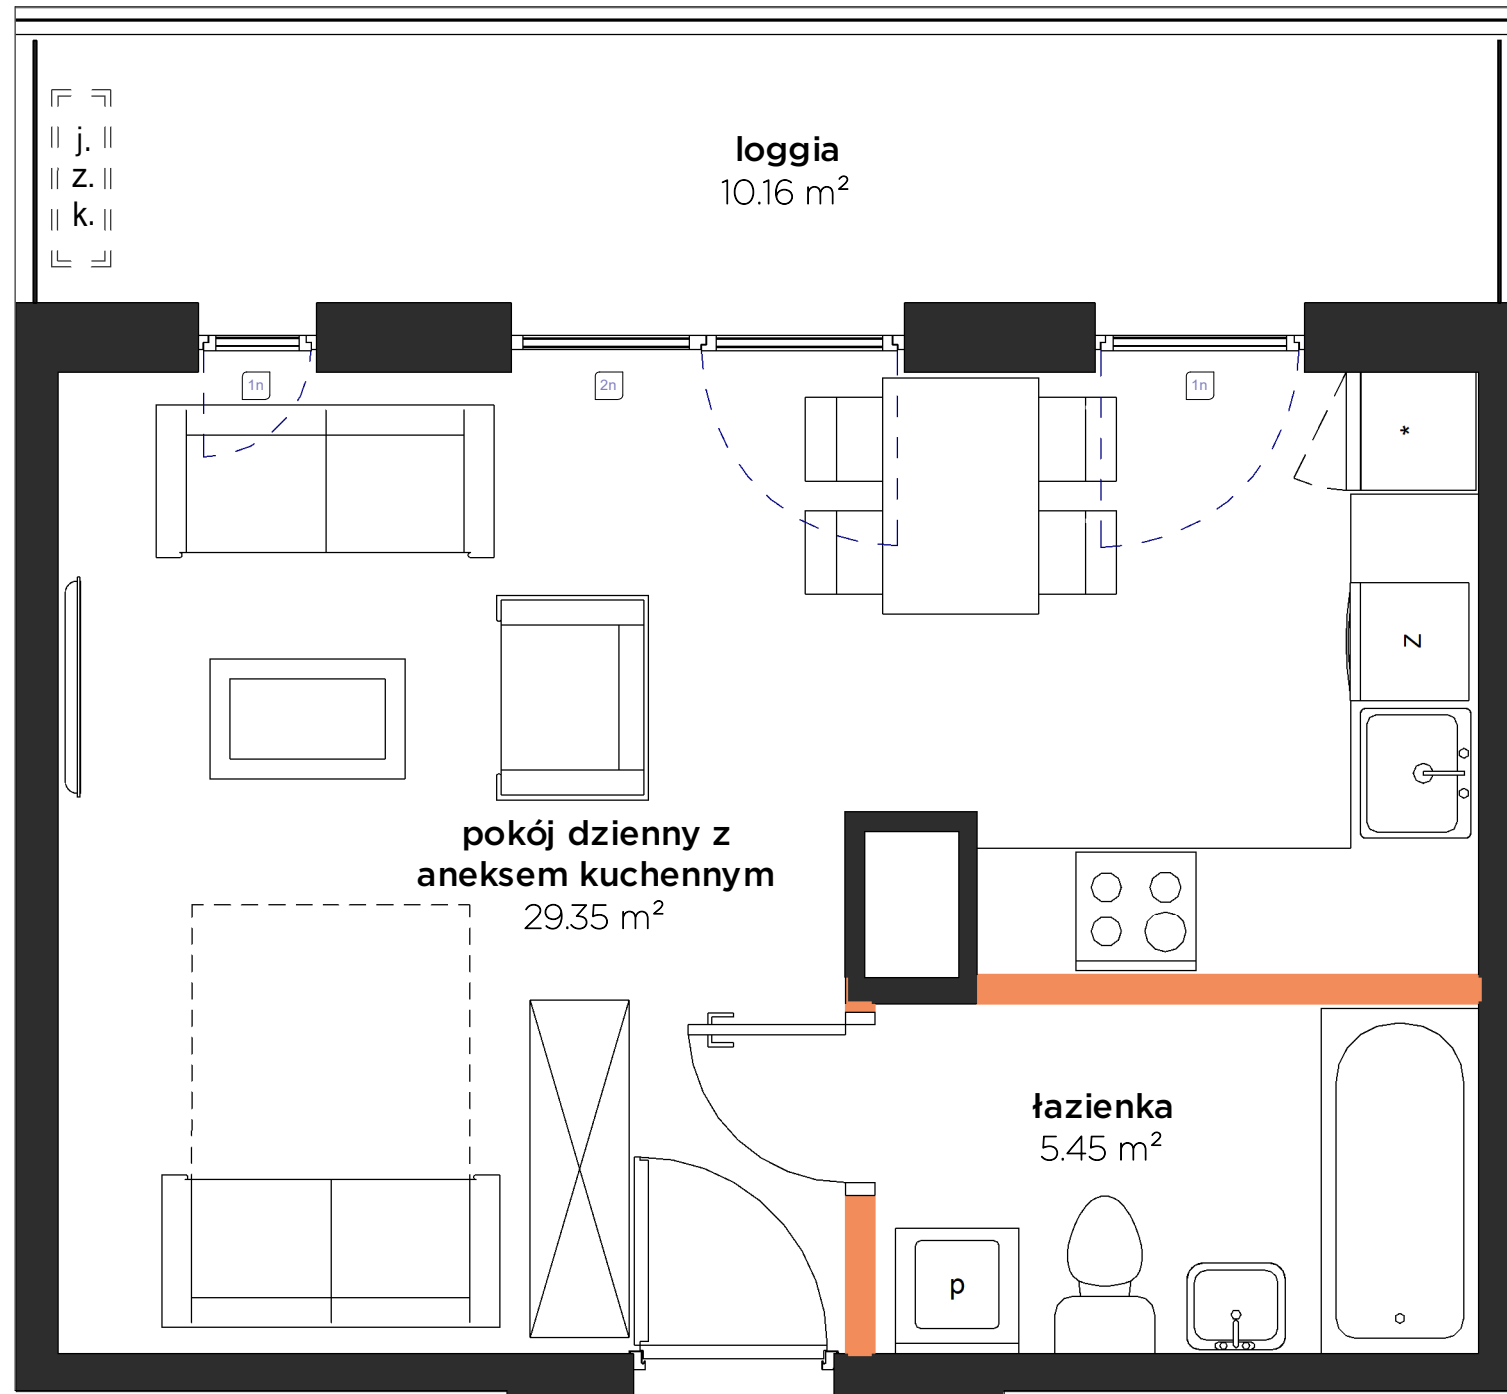 j.
z.
k.
loggia
10.16 m²
1n
2n
1n
*
Z
pokój dzienny z
aneksem kuchennym
29.35 m²
łazienka
5.45 m²
p